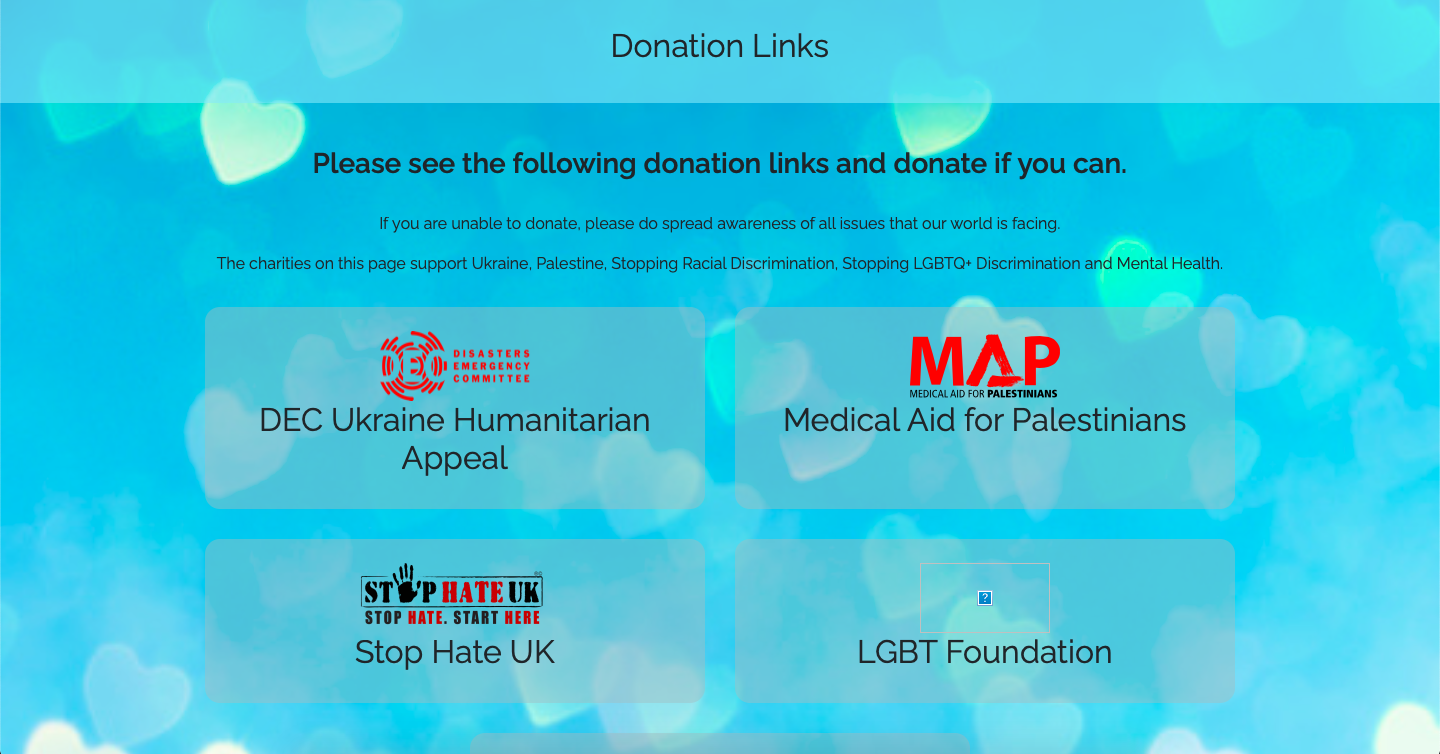 Donation Links
Please see the following donation links and donate if you can.
If you are unable to donate, please do spread awareness of all issues that our world is facing.
The charities on this page support Ukraine, Palestine, Stopping Racial Discrimination, Stopping LGBTQ+ Discrimination and Mental Health.
DISASTERS
EMERGENCY
COMMITTEE
DEC Ukraine Humanitarian
Appeal
MAP
MEDICAL AID FOR PALESTINIANS
Medical Aid for Palestinians
STOP HATE UK
STOP HATE. START HERE
Stop Hate UK
?
LGBT Foundation